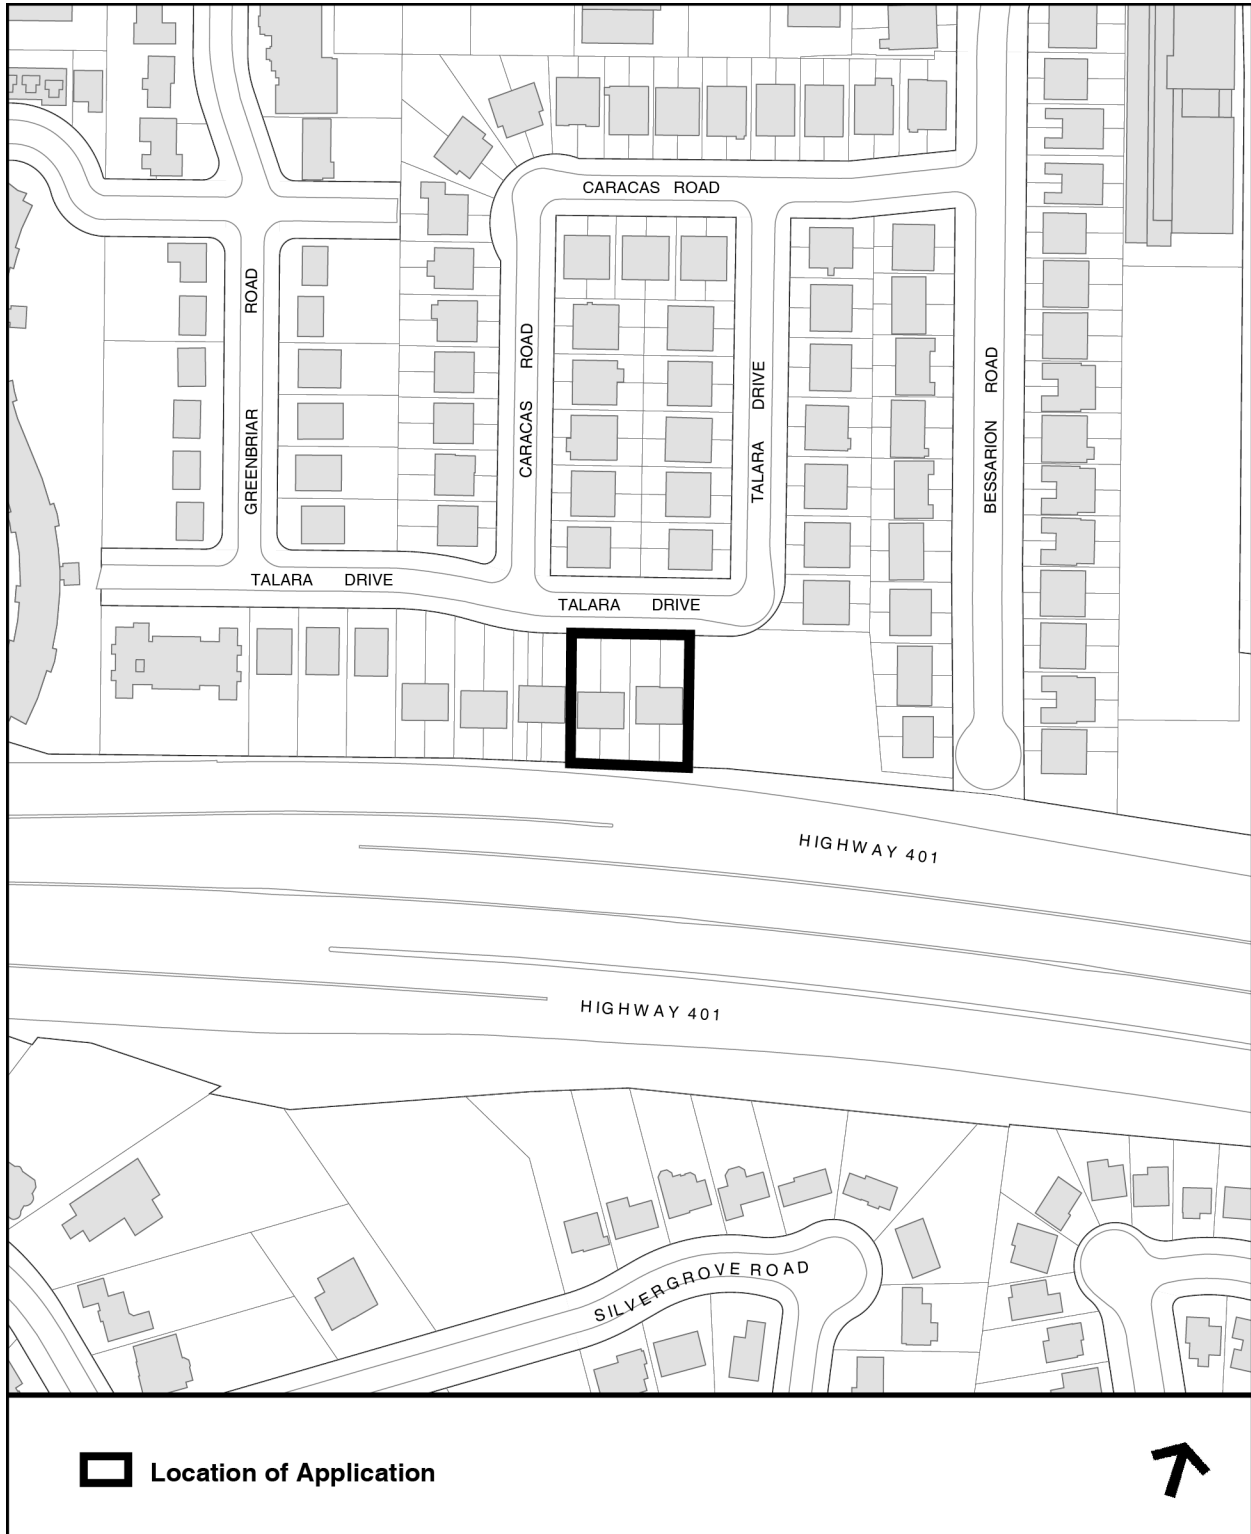 CARACAS ROAD
GREENBRIAR ROAD
CARACAS ROAD
TALARA DRIVE
BESSARION ROAD
TALARA DRIVE
TALARA DRIVE
HIGHWAY 401
HIGHWAY 401
SILVERGROVE ROAD
Location of Application